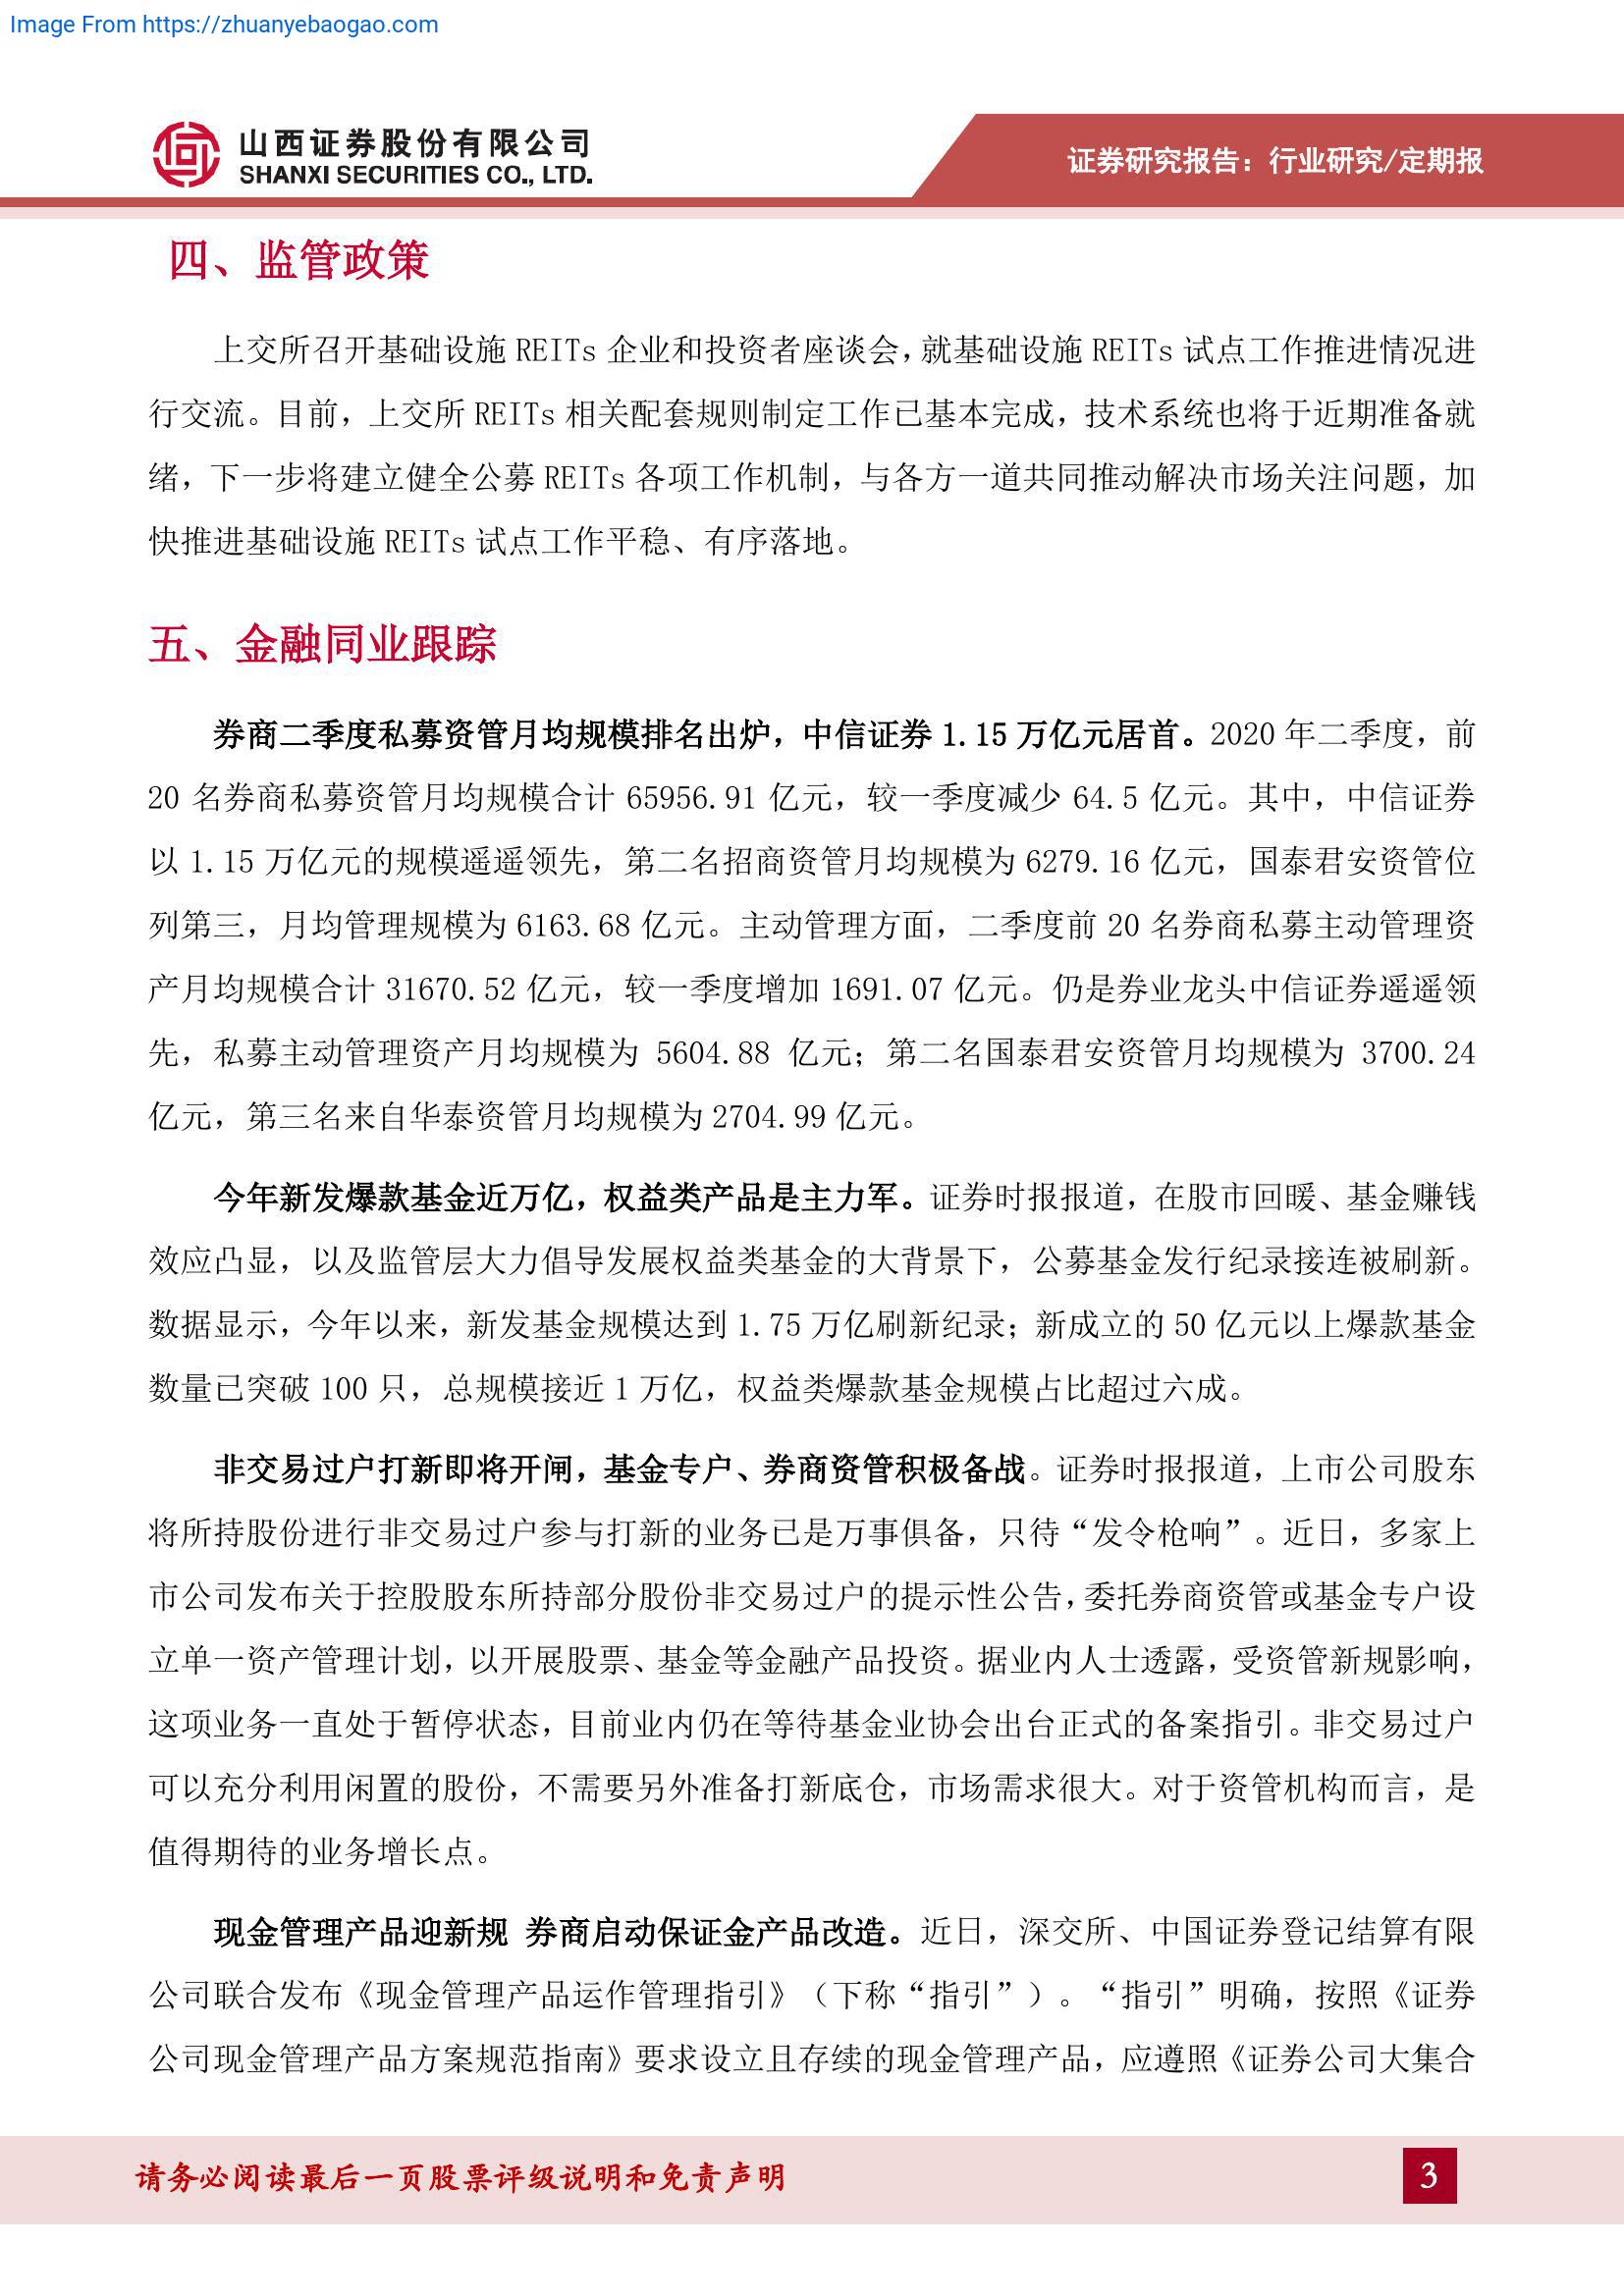 Image From https://zhuanyebaogao.com
山西证券股份有限公司
SHANXI SECURITIES CO., LTD.
证券研究报告：行业研究/定期报
四、监管政策
上交所召开基础设施 REITs 企业和投资者座谈会，就基础设施 REITs 试点工作推进情况进
行交流。目前，上交所 REITs 相关配套规则制定工作已基本完成，技术系统也将于近期准备就
绪，下一步将建立健全公募 REITs 各项工作机制，与各方一道共同推动解决市场关注问题，加
快推进基础设施 REITs 试点工作平稳、有序落地。
五、金融同业跟踪
券商二季度私募资管月均规模排名出炉，中信证券 1.15 万亿元居首。2020 年二季度，前
20 名券商私募资管月均规模合计 65956.91 亿元，较一季度减少 64.5 亿元。其中，中信证券
以 1.15 万亿元的规模遥遥领先，第二名招商资管月均规模为 6279.16 亿元，国泰君安资管位
列第三，月均管理规模为 6163.68 亿元。主动管理方面，二季度前 20 名券商私募主动管理资
产月均规模合计 31670.52 亿元，较一季度增加 1691.07 亿元。仍是券业龙头中信证券遥遥领
先，私募主动管理资产月均规模为 5604.88 亿元；第二名国泰君安资管月均规模为 3700.24
亿元，第三名来自华泰资管月均规模为 2704.99 亿元。
今年新发爆款基金近万亿，权益类产品是主力军。证券时报报道，在股市回暖、基金赚钱
效应凸显，以及监管层大力倡导发展权益类基金的大背景下，公募基金发行纪录接连被刷新。
数据显示，今年以来，新发基金规模达到 1.75 万亿刷新纪录；新成立的 50 亿元以上爆款基金
数量已突破 100 只，总规模接近 1 万亿，权益类爆款基金规模占比超过六成。
非交易过户打新即将开闸，基金专户、券商资管积极备战。证券时报报道，上市公司股东
将所持股份进行非交易过户参与打新的业务已是万事俱备，只待“发令枪响”。近日，多家上
市公司发布关于控股股东所持部分股份非交易过户的提示性公告，委托券商资管或基金专户设
立单一资产管理计划，以开展股票、基金等金融产品投资。据业内人士透露，受资管新规影响，
这项业务一直处于暂停状态，目前业内仍在等待基金业协会出台正式的备案指引。非交易过户
可以充分利用闲置的股份，不需要另外准备打新底仓，市场需求很大。对于资管机构而言，是
值得期待的业务增长点。
现金管理产品迎新规 券商启动保证金产品改造。近日，深交所、中国证券登记结算有限
公司联合发布《现金管理产品运作管理指引》（下称“指引”）。“指引”明确，按照《证券
公司现金管理产品方案规范指南》要求设立且存续的现金管理产品，应遵照《证券公司大集合
请务必阅读最后一页股票评级说明和免责声明
3